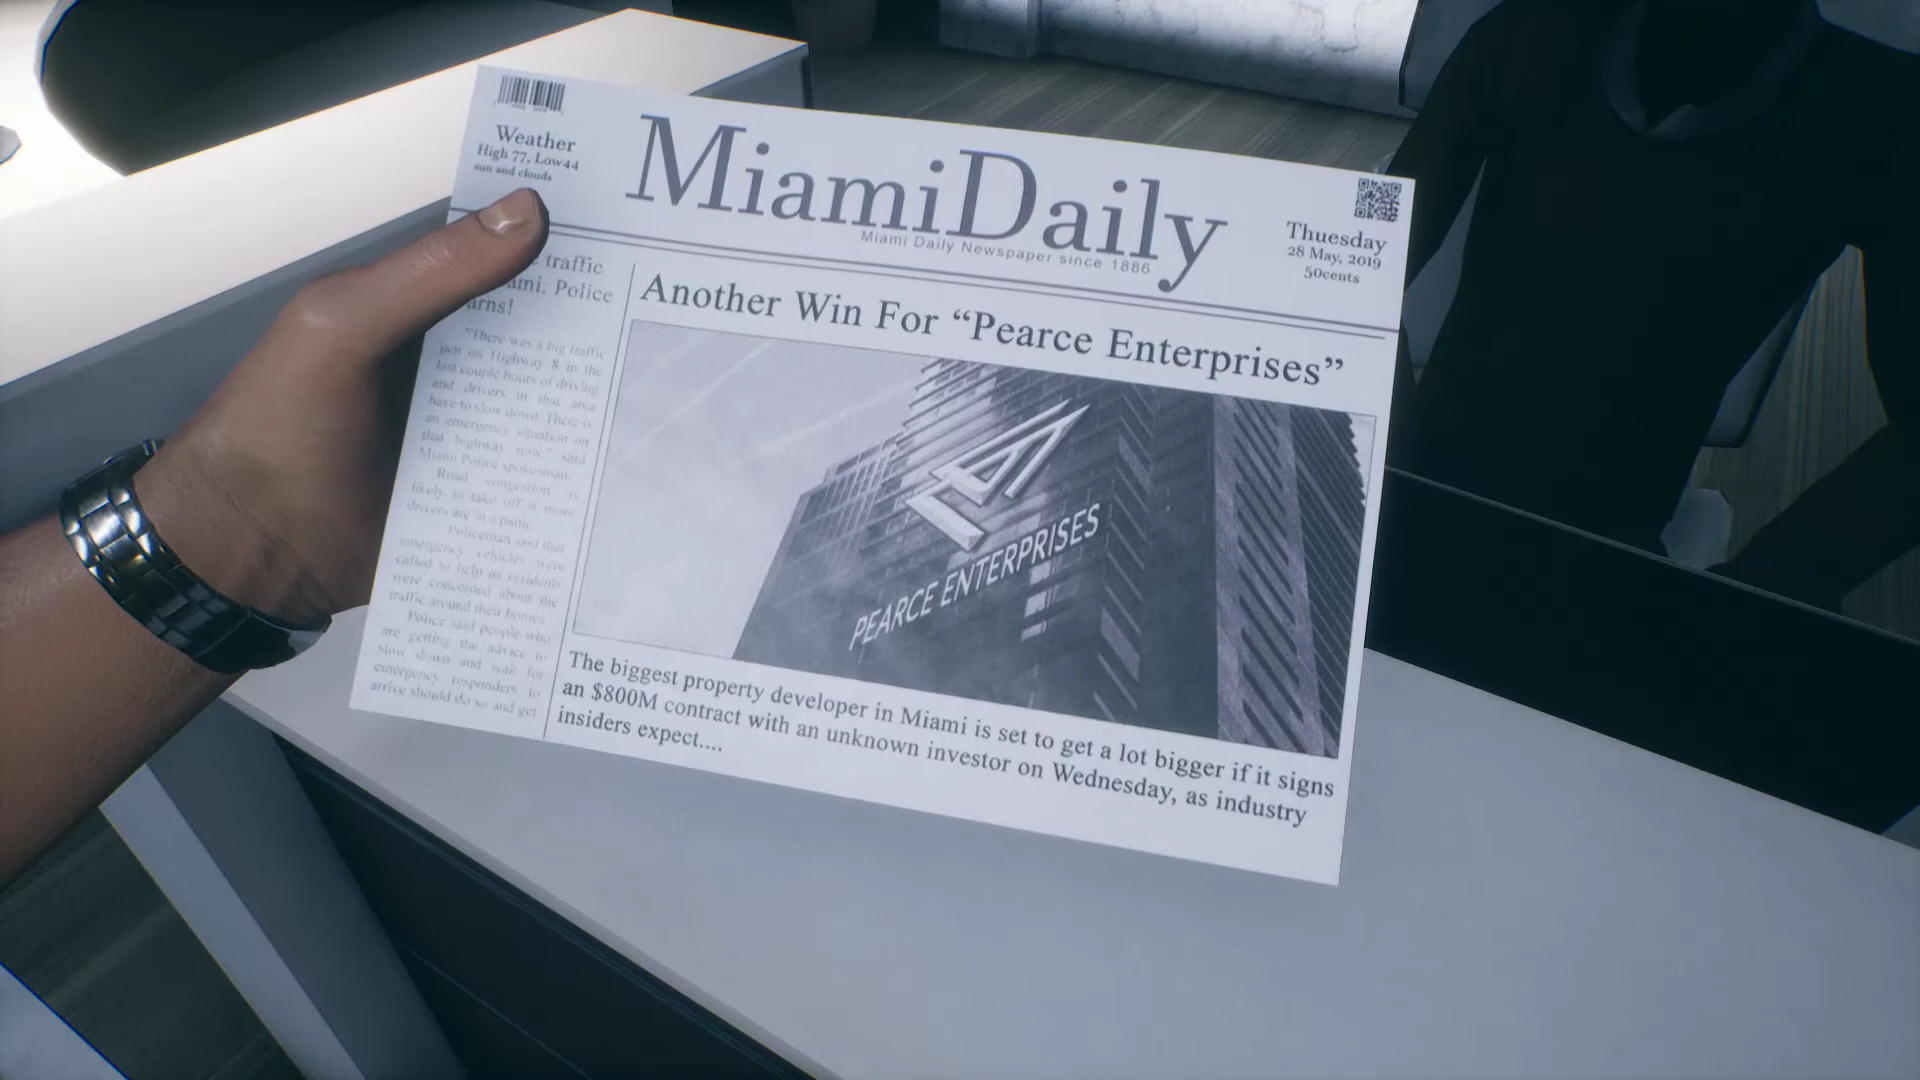 Weather
High 77, Low44
sun and clouds
MiamiDaily
Miami Daily Newspaper since 1886
Thuesday
28 May, 2019
50cents
traffic
ami. Police
arns!
"There was a big traffic
jam on Highway 8 in the
last couple hours of driving
and drivers in that area
have to slow down. There is
an emergency situation on
that highway now." said
Miami Police spokesman.
Road congestion is
likely to take off if more
drivers are in a panic.
Policeman said that
emergency vehicles were
called to help as residents
were concerned about the
traffic around their homes.
Police said people who
are getting the advice to
slow down and wait for
emergency responders to
arrive should do so and get
Another Win For “Pearce Enterprises”
PEARCE ENTERPRISES
The biggest property developer in Miami is set to get a lot bigger if it signs
an $800M contract with an unknown investor on Wednesday, as industry
insiders expect....